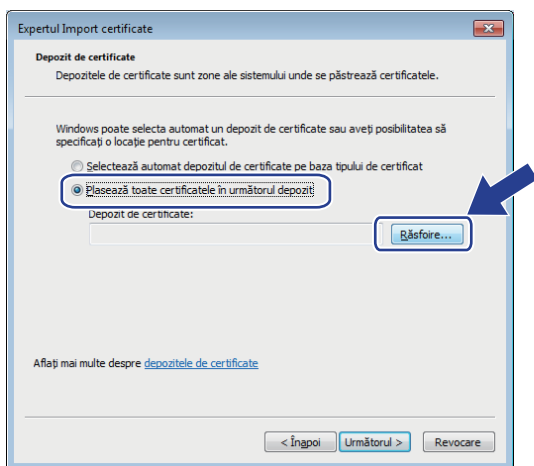 Expertul Import certificate
Depozit de certificate
Depozitele de certificate sunt zone ale sistemului unde se păstrează certificatele.
Windows poate selecta automat un depozit de certificate sau aveți posibilitatea să
specificați o locație pentru certificat.
Selectează automat depozitul de certificate pe baza tipului de certificat
Plasează toate certificatele în următorul depozit
Depozit de certificate:
Răsfoire...
Aflați mai multe despre depozitele de certificate
< Înapoi Următorul > Revocare